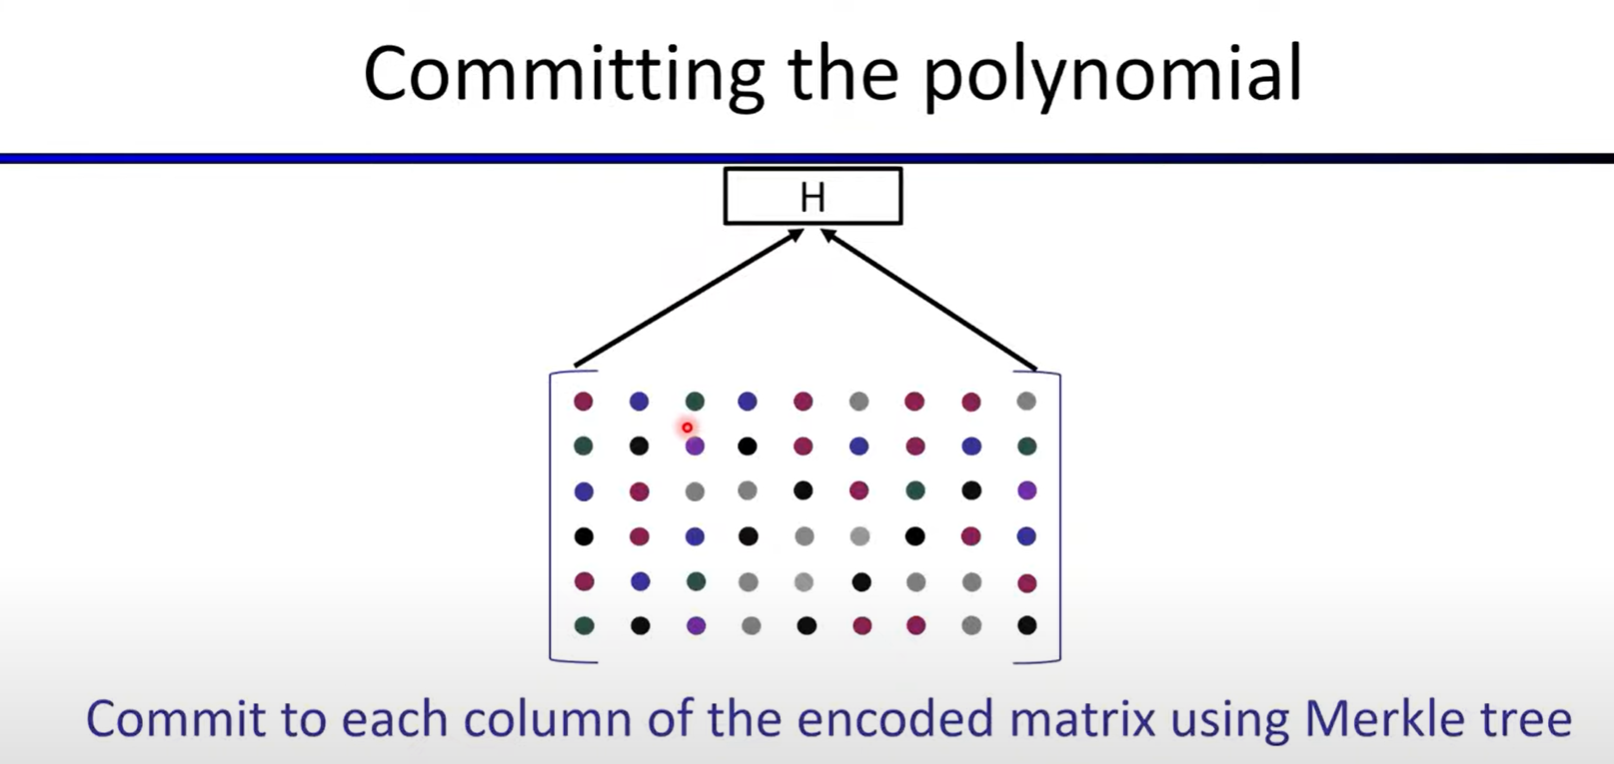 Committing the polynomial
H
Commit to each column of the encoded matrix using Merkle tree